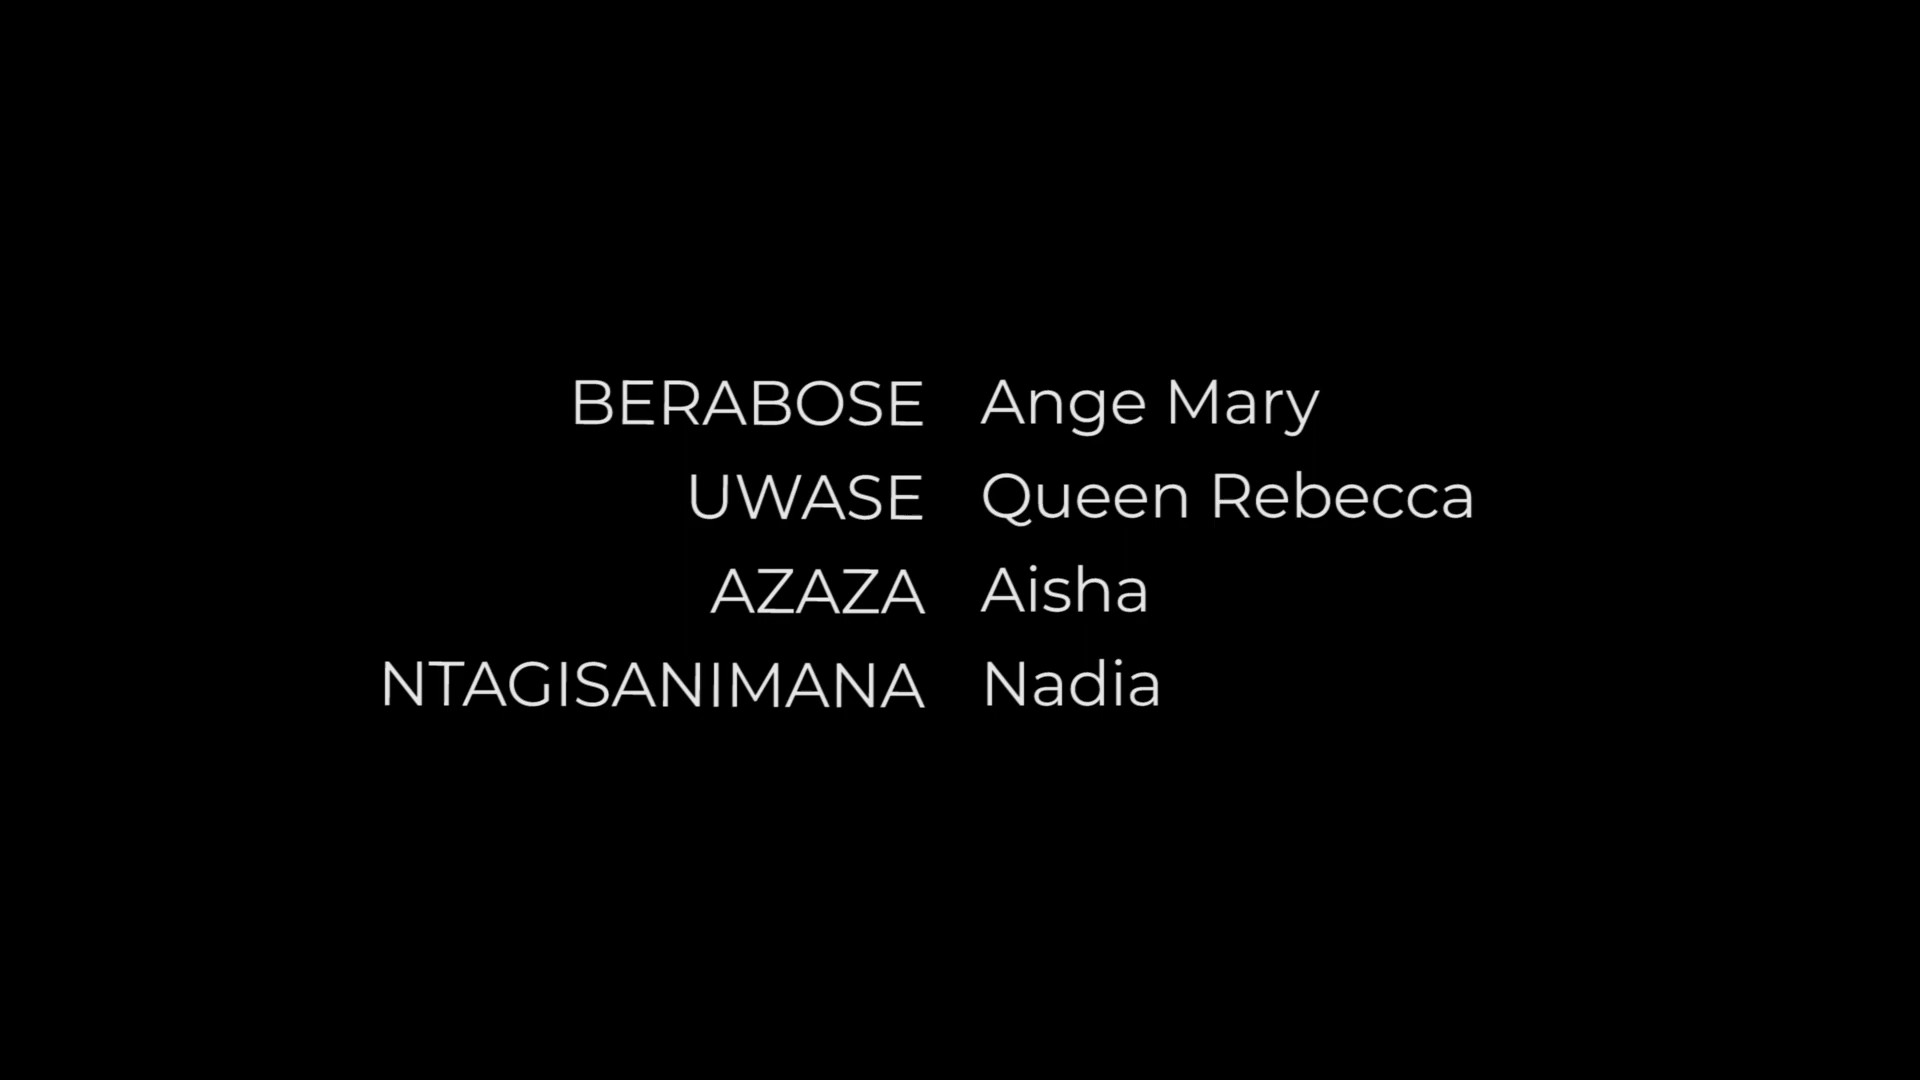 BERABOSE Ange Mary
UWASE Queen Rebecca
AZAZA Aisha
NTAGISANIMANA Nadia